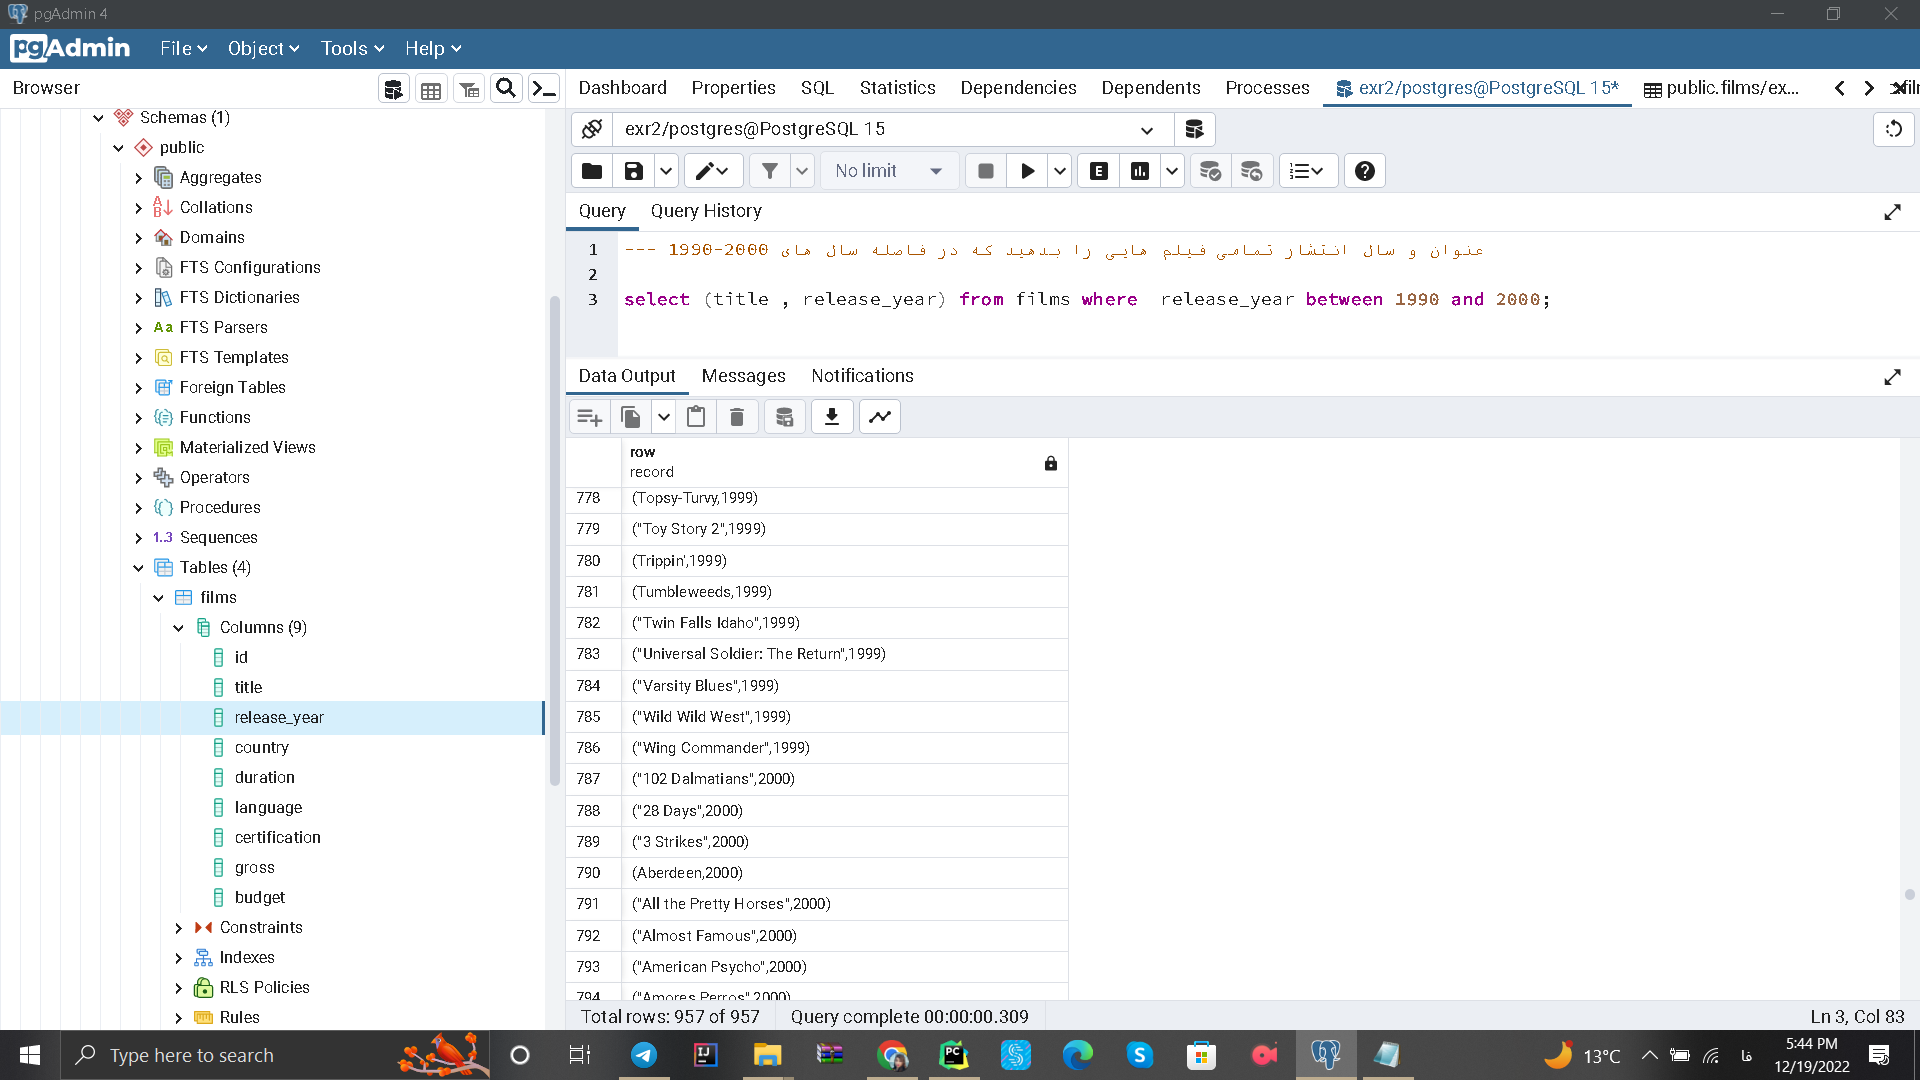 pgAdmin 4
pgAdmin
File
Object
Tools
Help
Browser
Dashboard
Properties
SQL
Statistics
Dependencies
Dependents
Processes
exr2/postgres@PostgreSQL 15*
public.films/ex...
Schemas (1)
public
Aggregates
Collations
Domains
FTS Configurations
FTS Dictionaries
Aa FTS Parsers
FTS Templates
Foreign Tables
Functions
Materialized Views
Operators
Procedures
1..3 Sequences
Tables (4)
films
Columns (9)
id
title
release_year
country
duration
language
certification
gross
budget
Constraints
Indexes
RLS Policies
Rules
exr2/postgres@PostgreSQL 15
No limit
E
Query
Query History
1 --- عنوان و سال انتشار تمامی فیلم هایی را بدهید که در فاصله سال های 2000-1990
2
3 select (title , release_year) from films where  release_year between 1990 and 2000;
Data Output
Messages
Notifications
row
record
778 (Topsy-Turvy,1999)
779 ("Toy Story 2",1999)
780 (Trippin',1999)
781 (Tumbleweeds,1999)
782 ("Twin Falls Idaho",1999)
783 ("Universal Soldier: The Return",1999)
784 ("Varsity Blues",1999)
785 ("Wild Wild West",1999)
786 ("Wing Commander",1999)
787 ("102 Dalmatians",2000)
788 ("28 Days",2000)
789 ("3 Strikes",2000)
790 (Aberdeen,2000)
791 ("All the Pretty Horses",2000)
792 ("Almost Famous",2000)
793 ("American Psycho",2000)
794 ("Amores Perros",2000)
Total rows: 957 of 957
Query complete 00:00:00.309
Ln 3, Col 83
Type here to search
13°C
فا
5:44 PM
12/19/2022